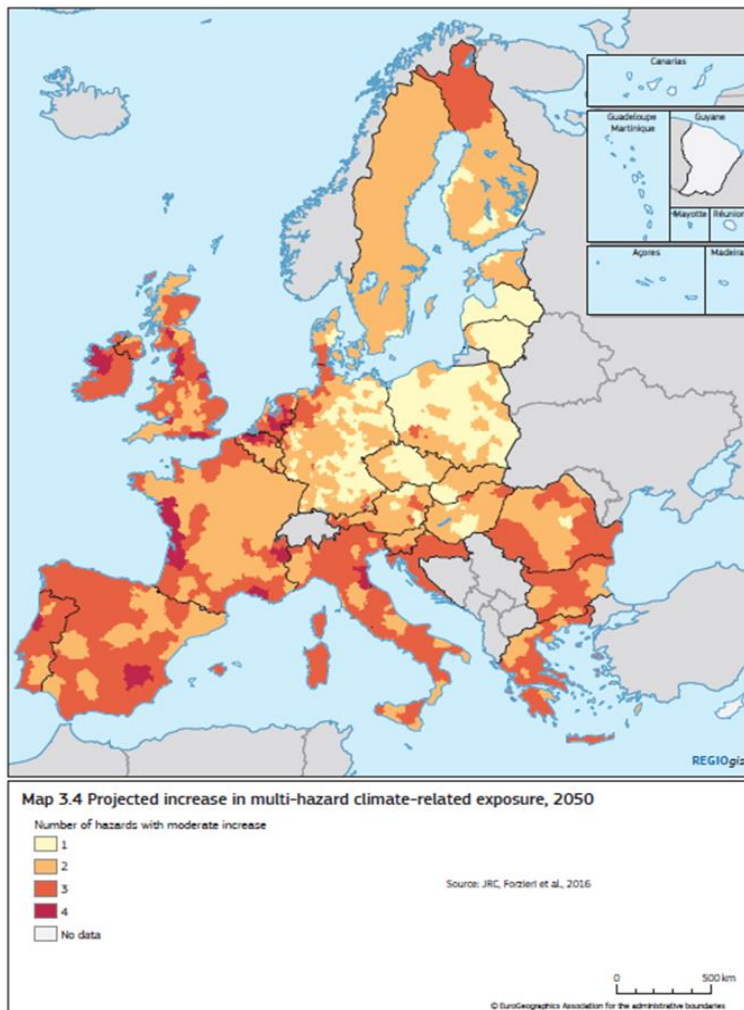 Canarias
Guadeloupe
Martinique
Guyane
Mayotte
Réunion
Açores
Madeira
REGIOgis
Map 3.4 Projected increase in multi-hazard climate-related exposure, 2050
Number of hazards with moderate increase
1
2
3
4
No data
Source: JRC, Forzieri et al., 2016
0
500 km
© EuroGeographics Association for the administrative boundaries